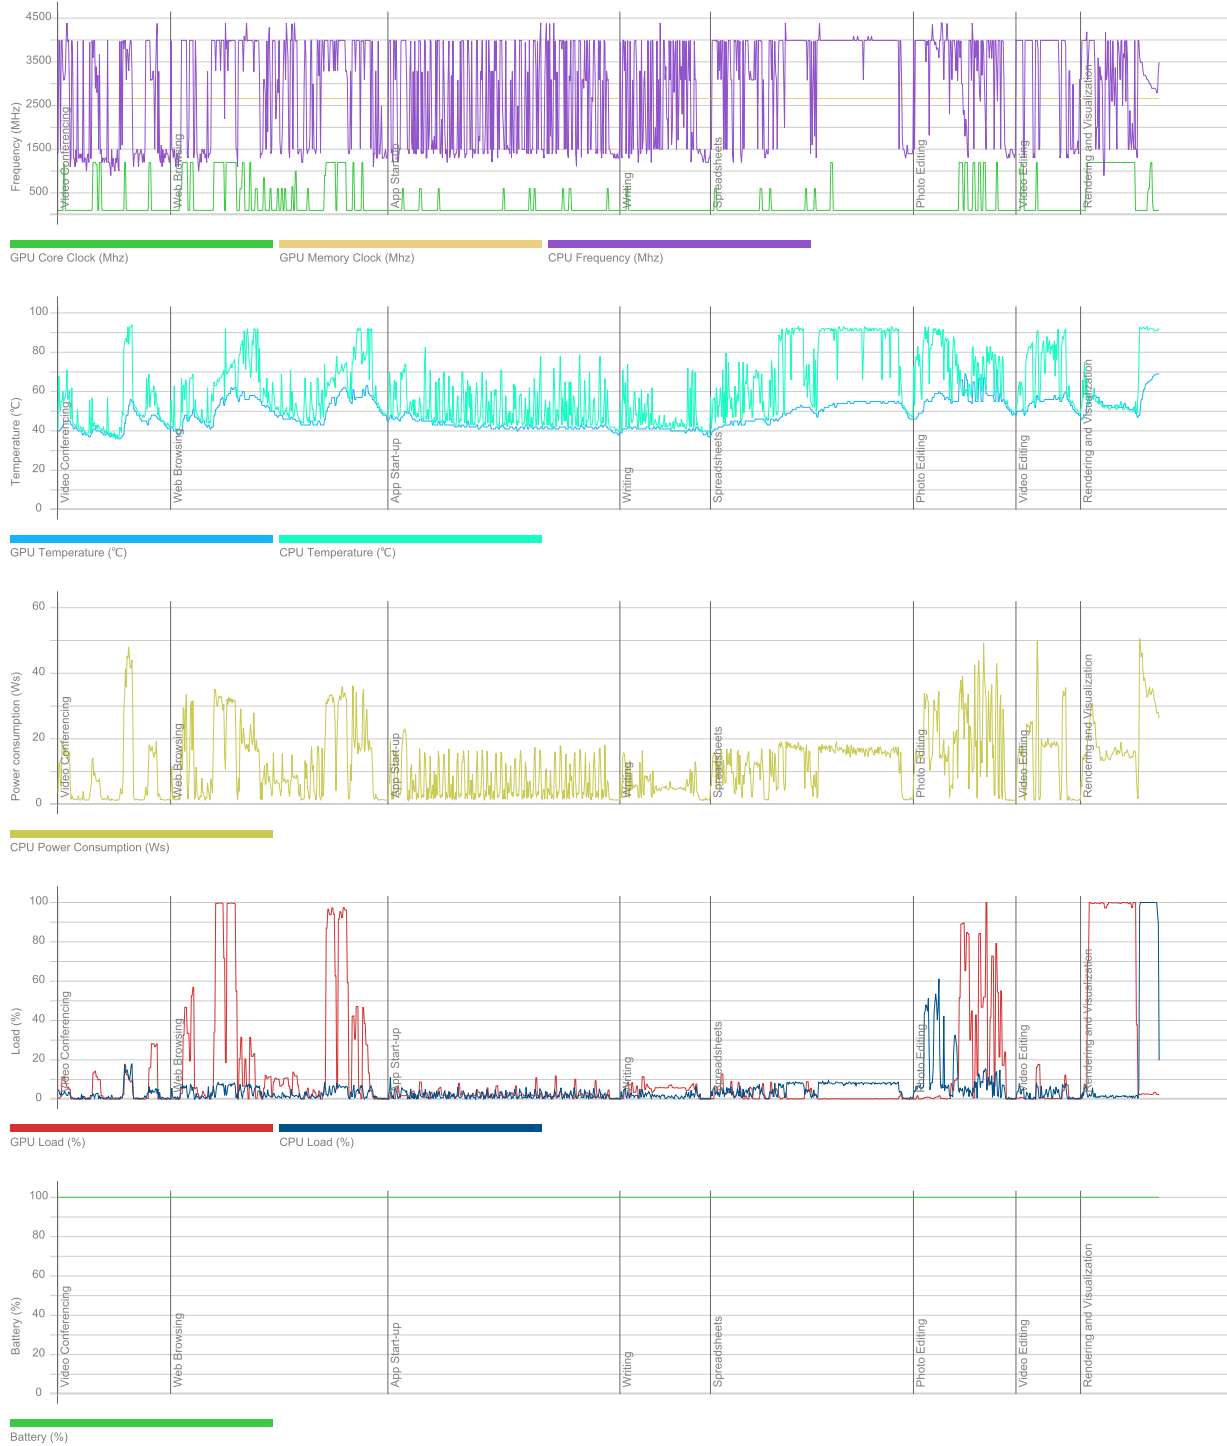 Frequency (MHz)
4500
3500
2500
1500
500
Video Conferencing
Web Browsing
App Start-up
Writing
Spreadsheets
Photo Editing
Video Editing
Rendering and Visualization
GPU Core Clock (Mhz)
GPU Memory Clock (Mhz)
CPU Frequency (Mhz)
Temperature (℃)
100
80
60
40
20
0
Video Conferencing
Web Browsing
App Start-up
Writing
Spreadsheets
Photo Editing
Video Editing
Rendering and Visualization
GPU Temperature (℃)
CPU Temperature (℃)
Power consumption (Ws)
60
40
20
0
Video Conferencing
Web Browsing
App Start-up
Writing
Spreadsheets
Photo Editing
Video Editing
Rendering and Visualization
CPU Power Consumption (Ws)
Load (%)
100
80
60
40
20
0
Video Conferencing
Web Browsing
App Start-up
Writing
Spreadsheets
Photo Editing
Video Editing
Rendering and Visualization
GPU Load (%)
CPU Load (%)
Battery (%)
100
80
60
40
20
0
Video Conferencing
Web Browsing
App Start-up
Writing
Spreadsheets
Photo Editing
Video Editing
Rendering and Visualization
Battery (%)